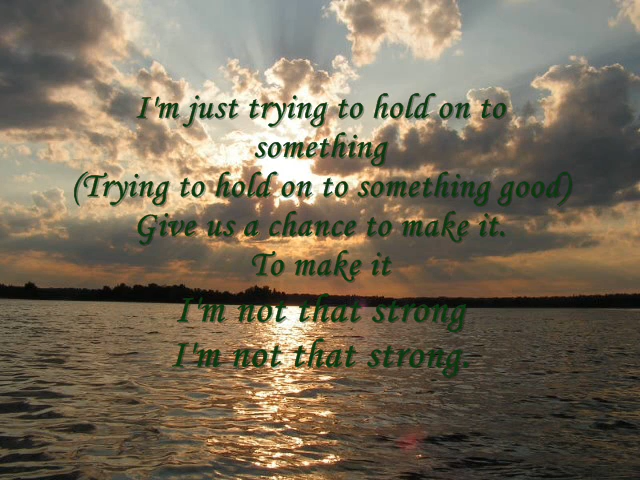 I'm just trying to hold on to
something
(Trying to hold on to something good)
Give us a chance to make it.
To make it
I'm not that strong
I'm not that strong.